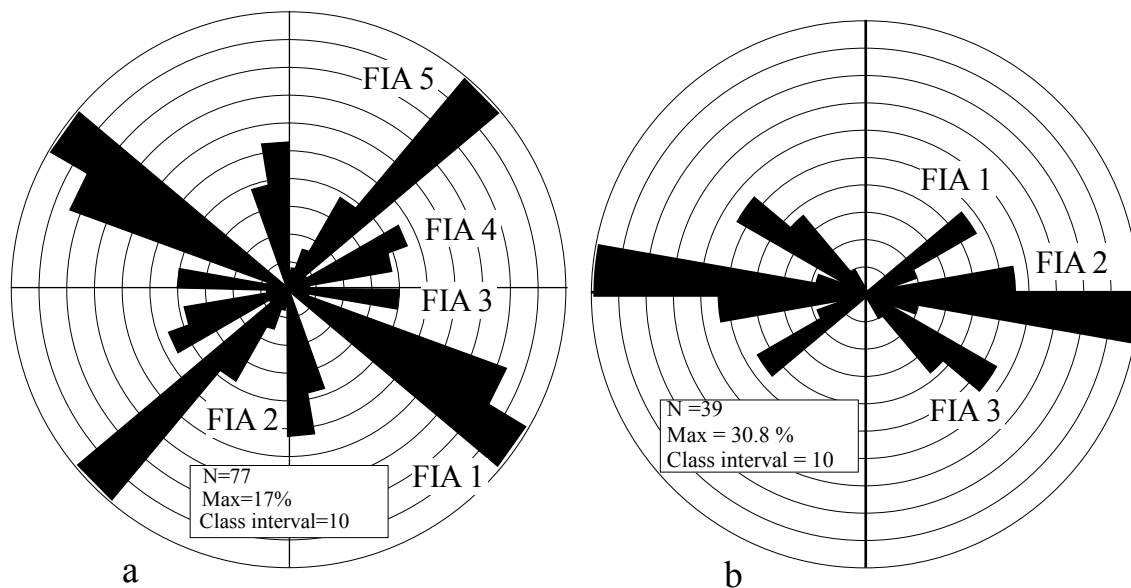 FIA 5
FIA 4
FIA 3
FIA 2
FIA 1
N=77
Max=17%
Class interval=10
a
FIA 1
FIA 2
FIA 3
N =39
Max = 30.8 %
Class interval = 10
b